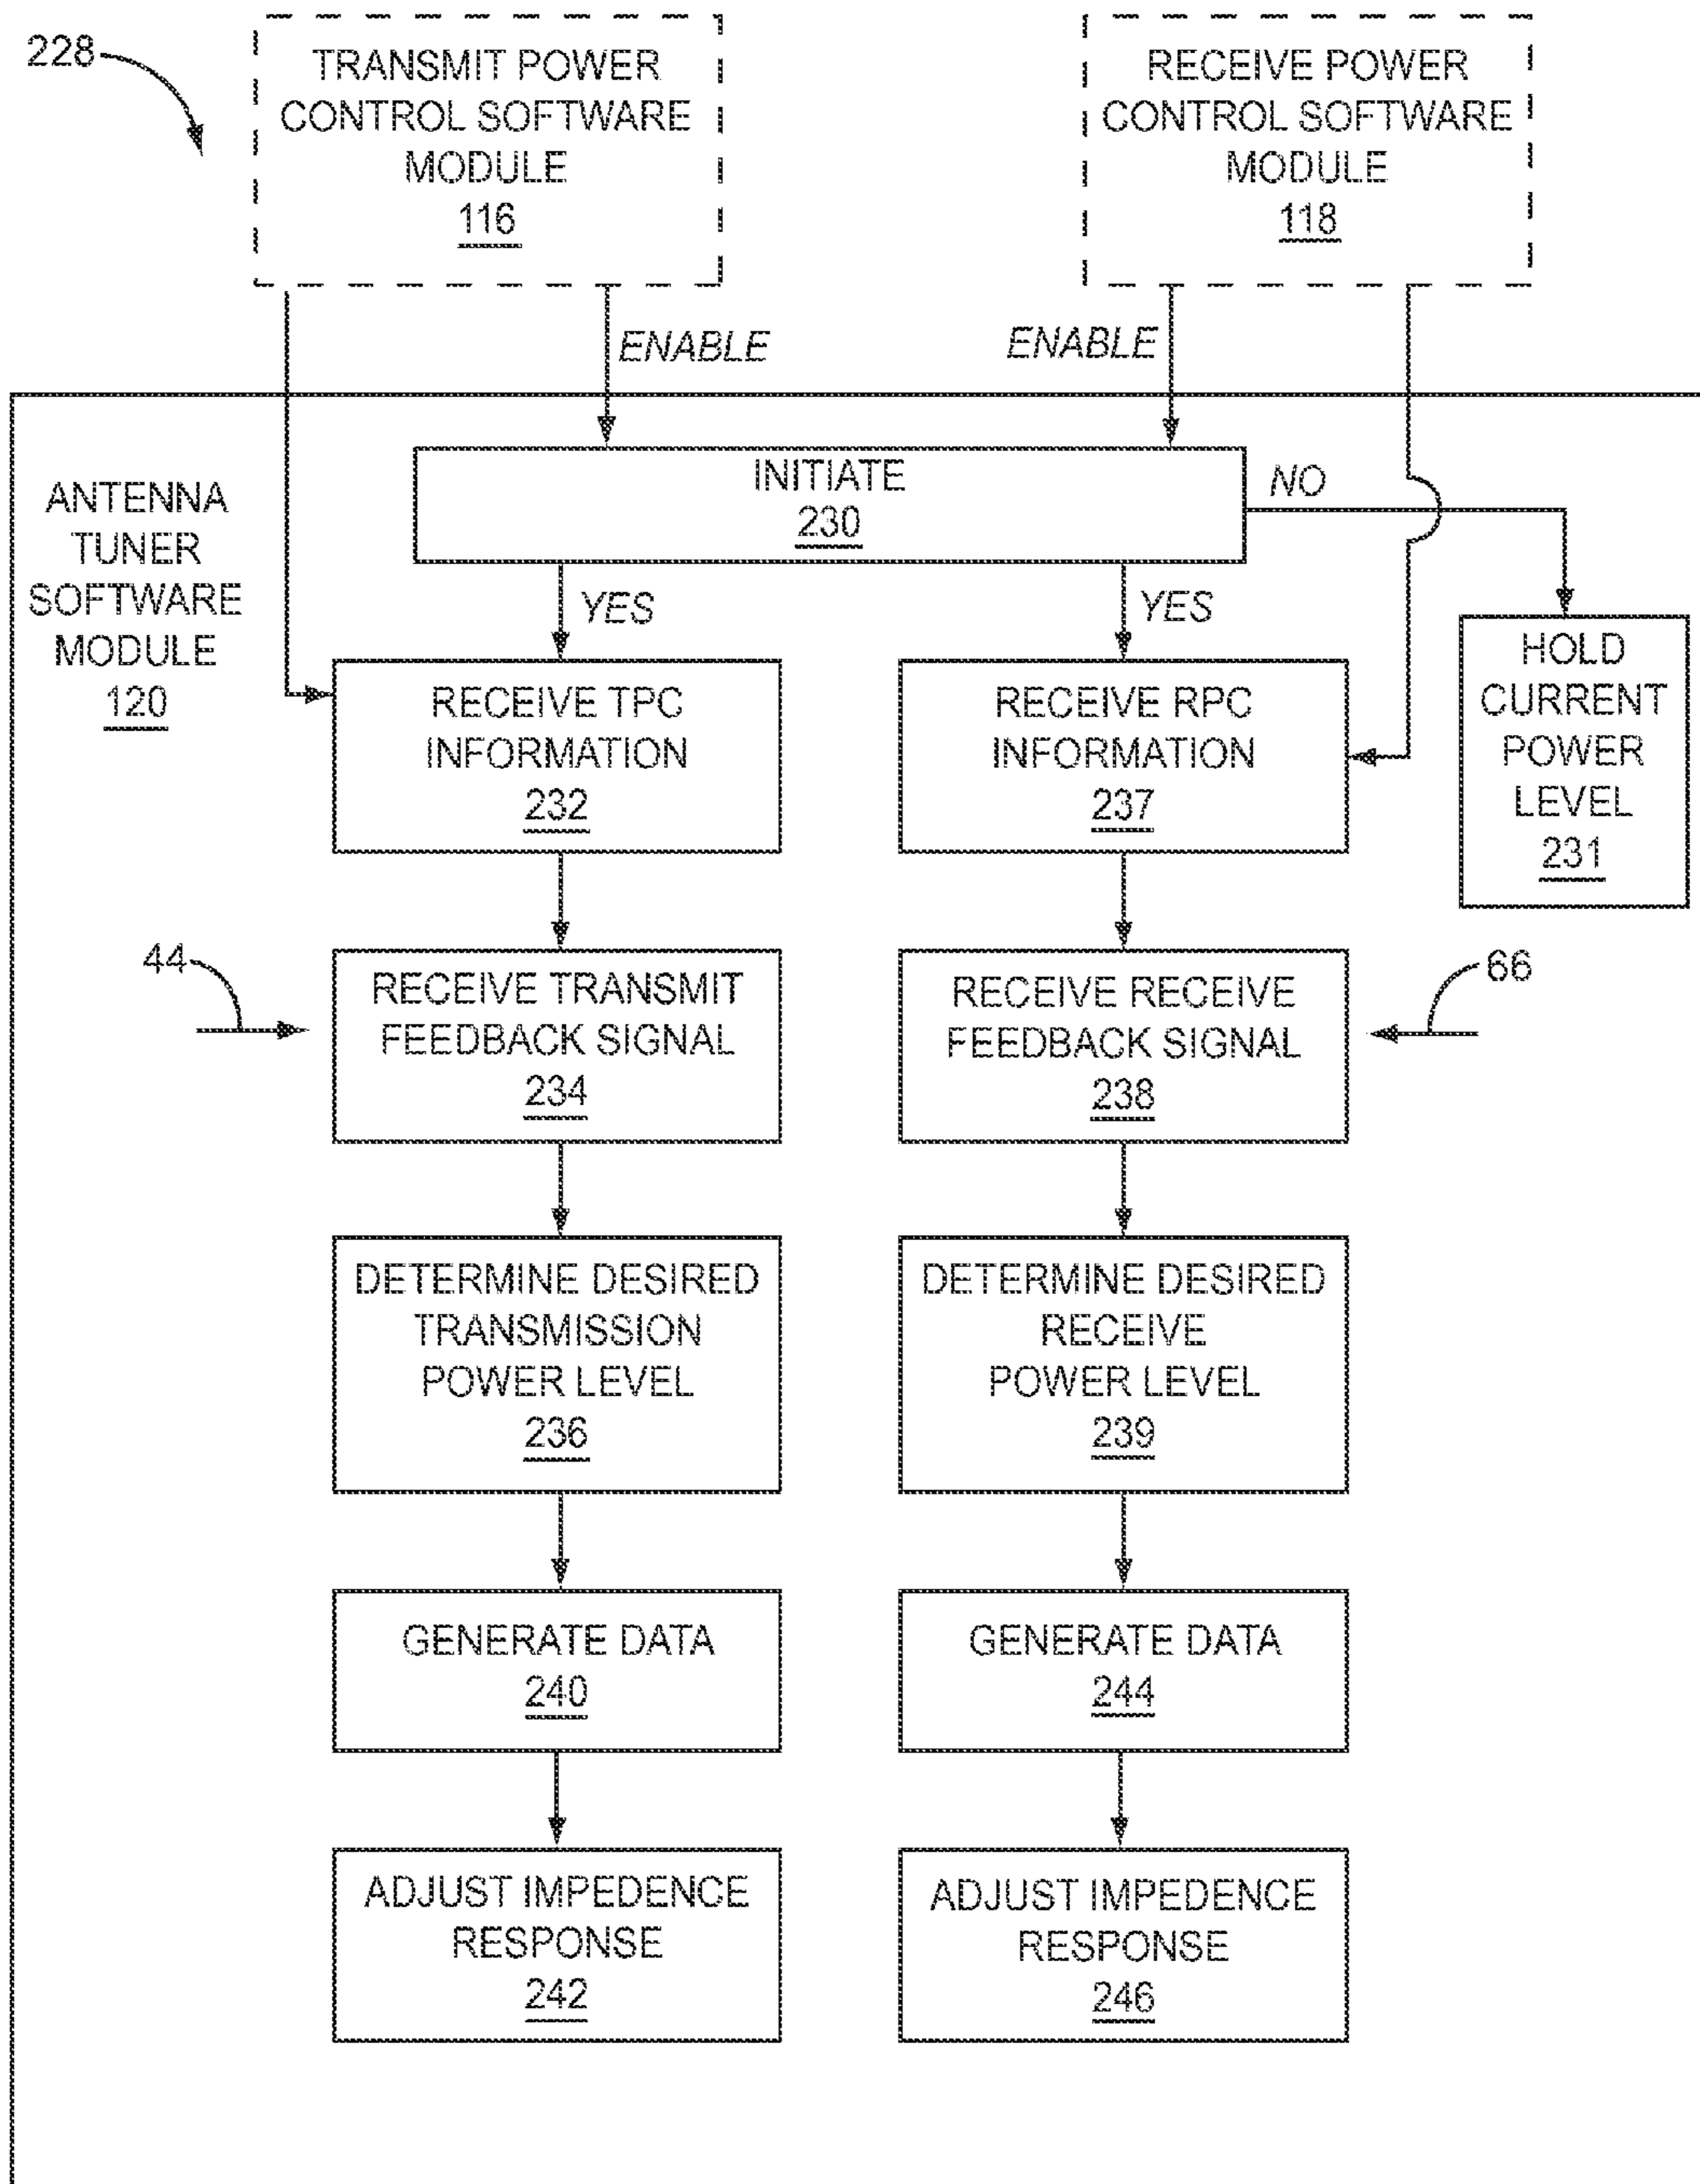 228
TRANSMIT POWER
CONTROL SOFTWARE
MODULE
116
RECEIVE POWER
CONTROL SOFTWARE
MODULE
118
ENABLE
ENABLE
ANTENNA
TUNER
SOFTWARE
MODULE
120
INITIATE
230
NO
YES
YES
HOLD
CURRENT
POWER
LEVEL
231
RECEIVE TPC
INFORMATION
232
RECEIVE RPC
INFORMATION
237
44
RECEIVE TRANSMIT
FEEDBACK SIGNAL
234
RECEIVE RECEIVE
FEEDBACK SIGNAL
238
66
DETERMINE DESIRED
TRANSMISSION
POWER LEVEL
236
DETERMINE DESIRED
RECEIVE
POWER LEVEL
239
GENERATE DATA
240
GENERATE DATA
244
ADJUST IMPEDENCE
RESPONSE
242
ADJUST IMPEDENCE
RESPONSE
246